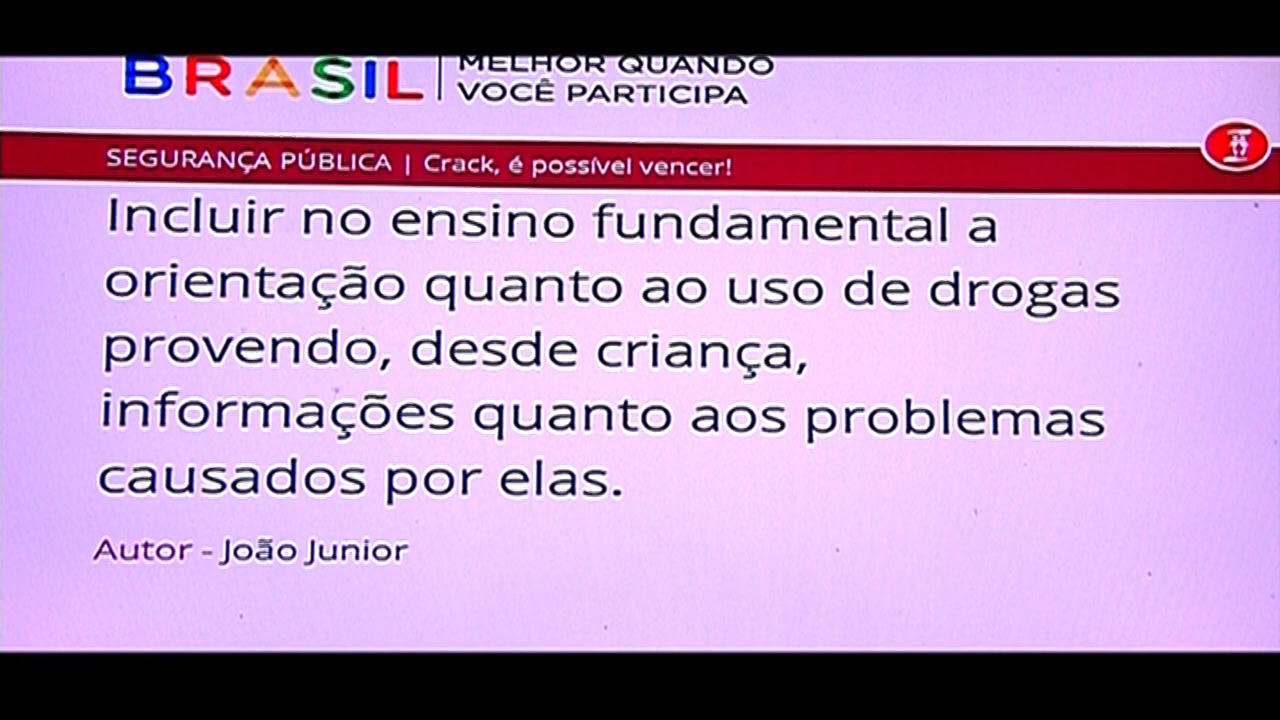 BRASIL
MELHOR QUANDO
VOCÊ PARTICIPA
SEGURANÇA PÚBLICA | Crack, é possível vencer!
Incluir no ensino fundamental a
orientação quanto ao uso de drogas
provendo, desde criança,
informações quanto aos problemas
causados por elas.
Autor - João Junior